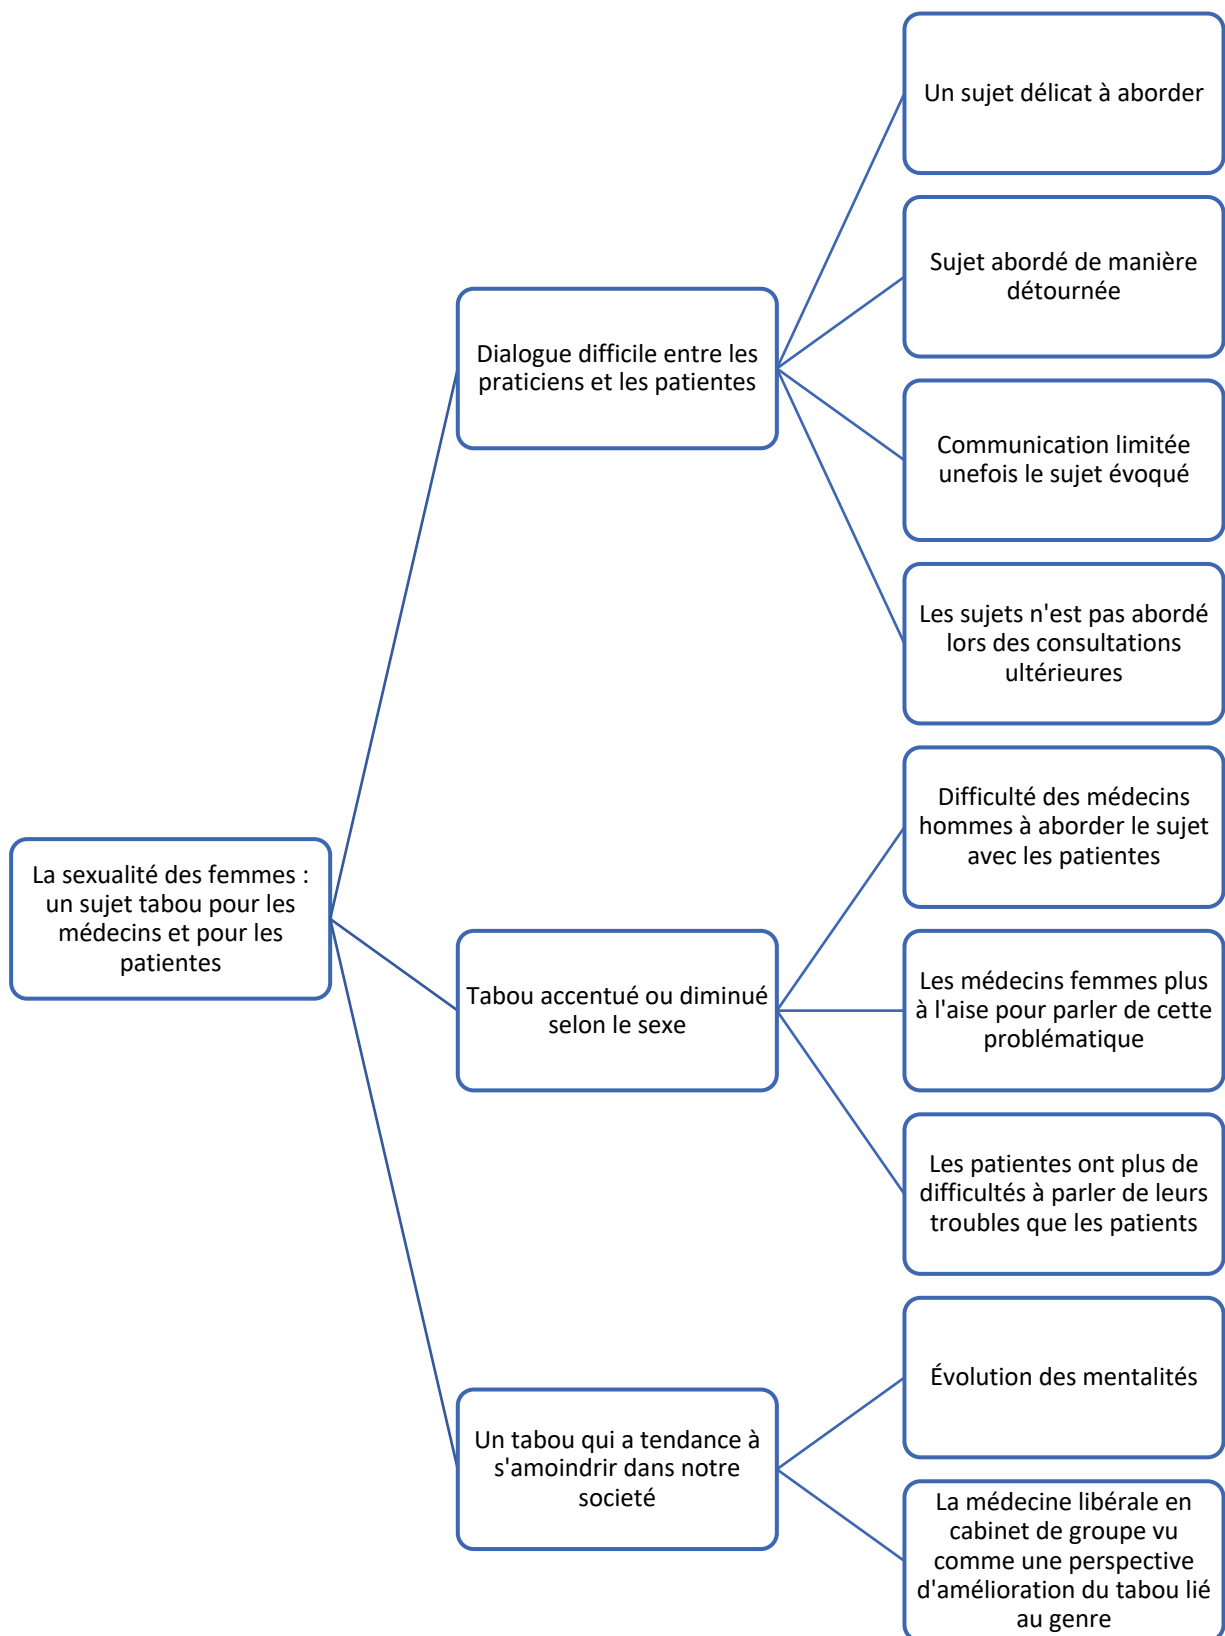 La sexualité des femmes :
un sujet tabou pour les
médecins et pour les
patientes
Dialogue difficile entre les
praticiens et les patientes
Un sujet délicat à aborder
Sujet abordé de manière
détournée
Communication limitée
unefois le sujet évoqué
Les sujets n'est pas abordé
lors des consultations
ultérieures
Tabou accentué ou diminué
selon le sexe
Difficulté des médecins
hommes à aborder le sujet
avec les patientes
Les médecins femmes plus
à l'aise pour parler de cette
problématique
Les patientes ont plus de
difficultés à parler de leurs
troubles que les patients
Un tabou qui a tendance à
s'amoindrir dans notre
societé
Évolution des mentalités
La médecine libérale en
cabinet de groupe vu
comme une perspective
d'amélioration du tabou lié
au genre